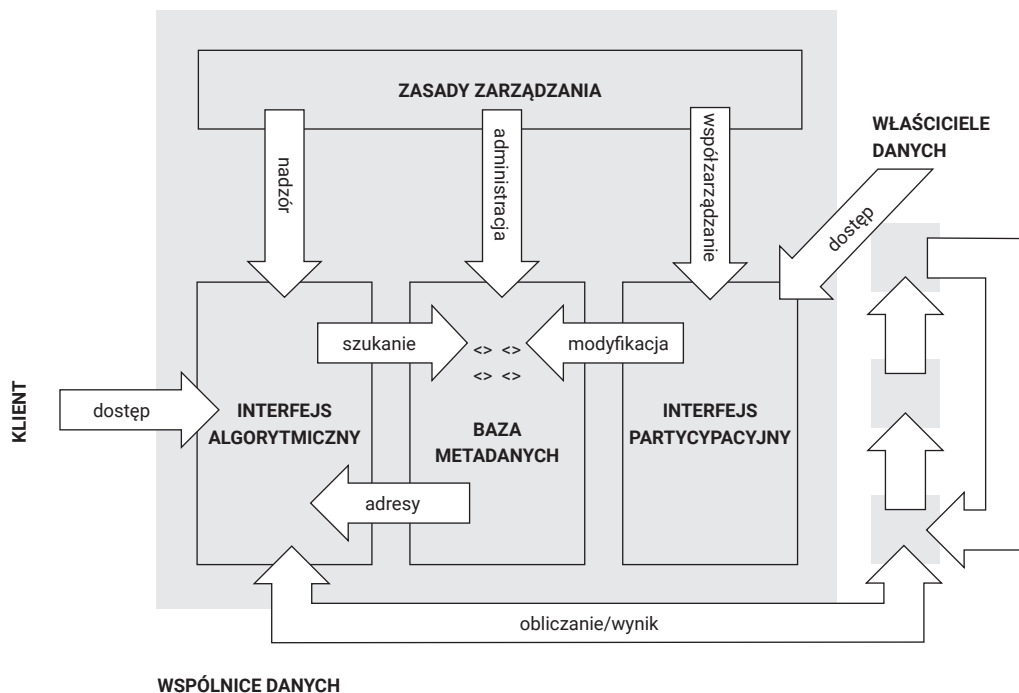 ZASADY ZARZĄDZANIA
WŁAŚCICIELE
DANYCH
nadzór
administracja
współzarządzanie
dostęp
szukanie
<> <>
<> <>
modyfikacja
KLIENT
dostęp
INTERFEJS
ALGORYTMICZNY
BAZA
METADANYCH
INTERFEJS
PARTYCYPACYJNY
adresy
obliczanie/wynik
WSPÓLNICE DANYCH